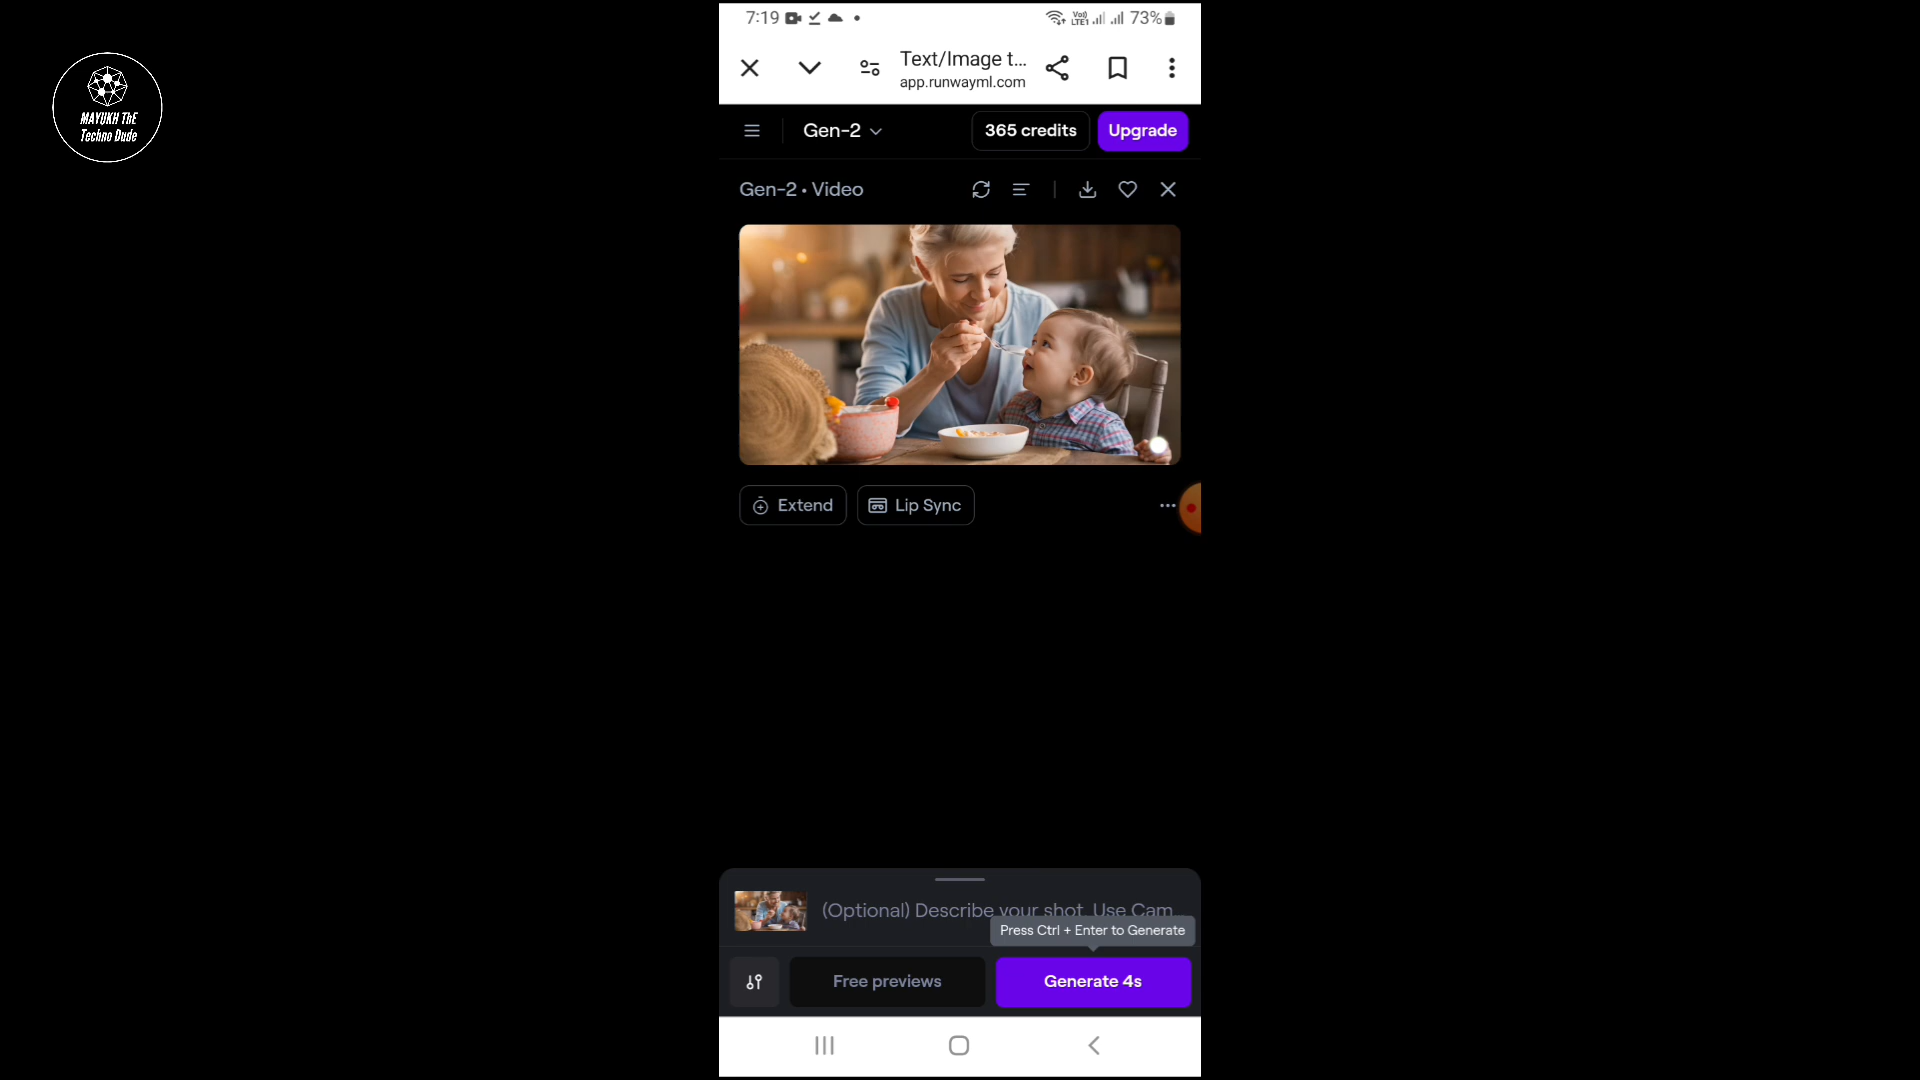 MAYUKH ThE
Techno Dude
7:19
Vo))
LTE1
73%
Text/Image t...
app.runwayml.com
Gen-2
365 credits
Upgrade
Gen-2 • Video
Extend
Lip Sync
(Optional) Describe your shot. Use Cam
Press Ctrl + Enter to Generate
Free previews
Generate 4s